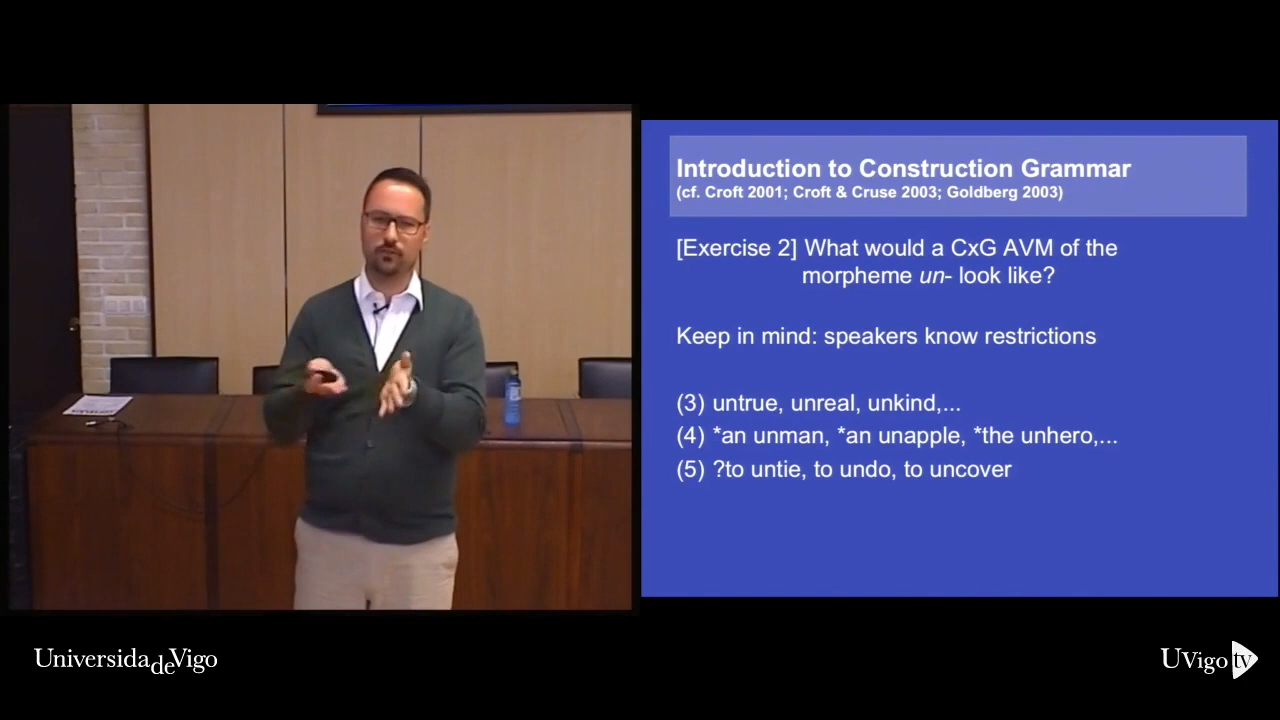 Introduction to Construction Grammar
(cf. Croft 2001; Croft & Cruse 2003; Goldberg 2003)
[Exercise 2] What would a CxG AVM of the
morpheme un- look like?
Keep in mind: speakers know restrictions
(3) untrue, unreal, unkind,...
(4) *an unman, *an unapple, *the unhero,...
(5) ?to untie, to undo, to uncover
UniversidadeVigo
UVigo tv